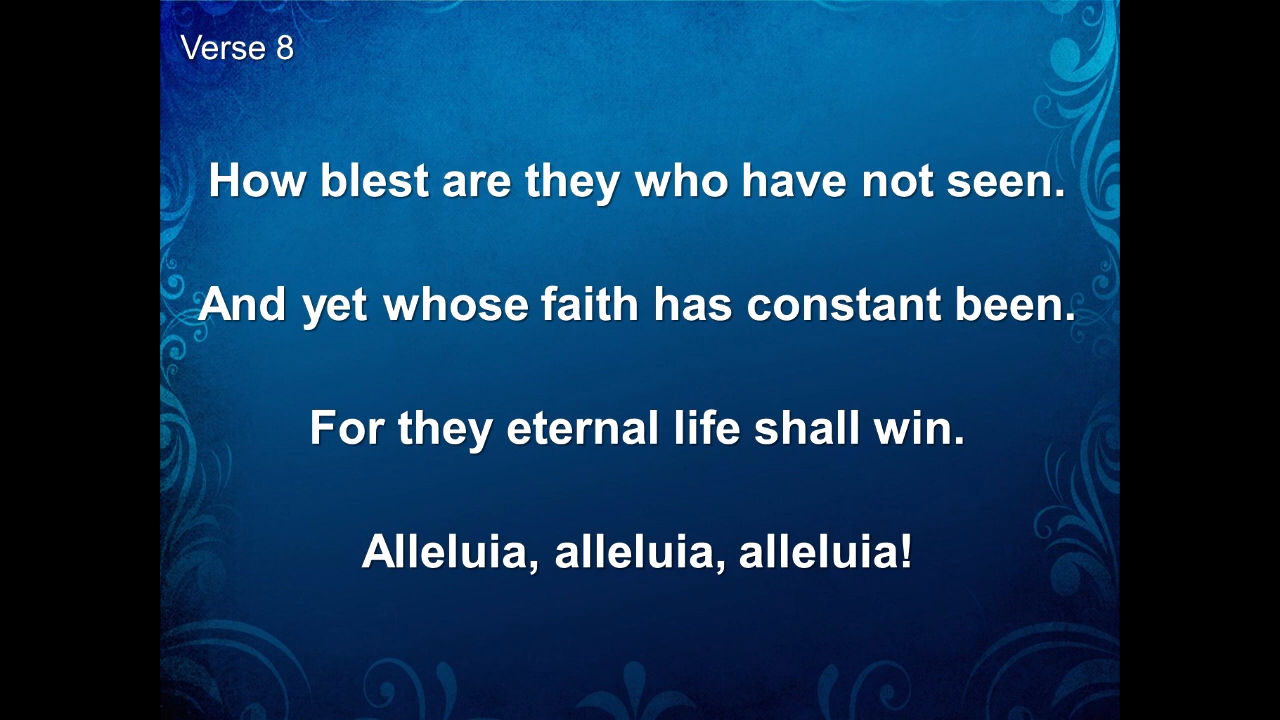 Verse 8
How blest are they who have not seen.
And yet whose faith has constant been.
For they eternal life shall win.
Alleluia, alleluia, alleluia!